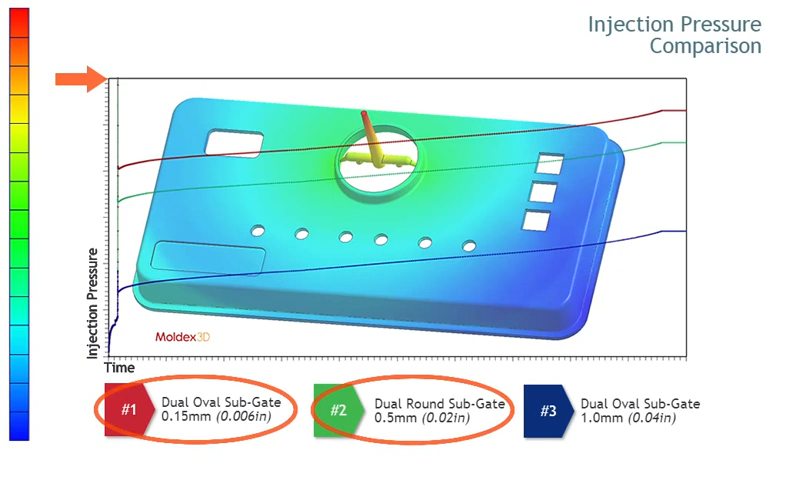 Injection Pressure
Comparison
Injection Pressure
Moldex3D
Time
#1
Dual Oval Sub-Gate
0.15mm (0.006in)
#2
Dual Round Sub-Gate
0.5mm (0.02in)
#3
Dual Oval Sub-Gate
1.0mm (0.04in)